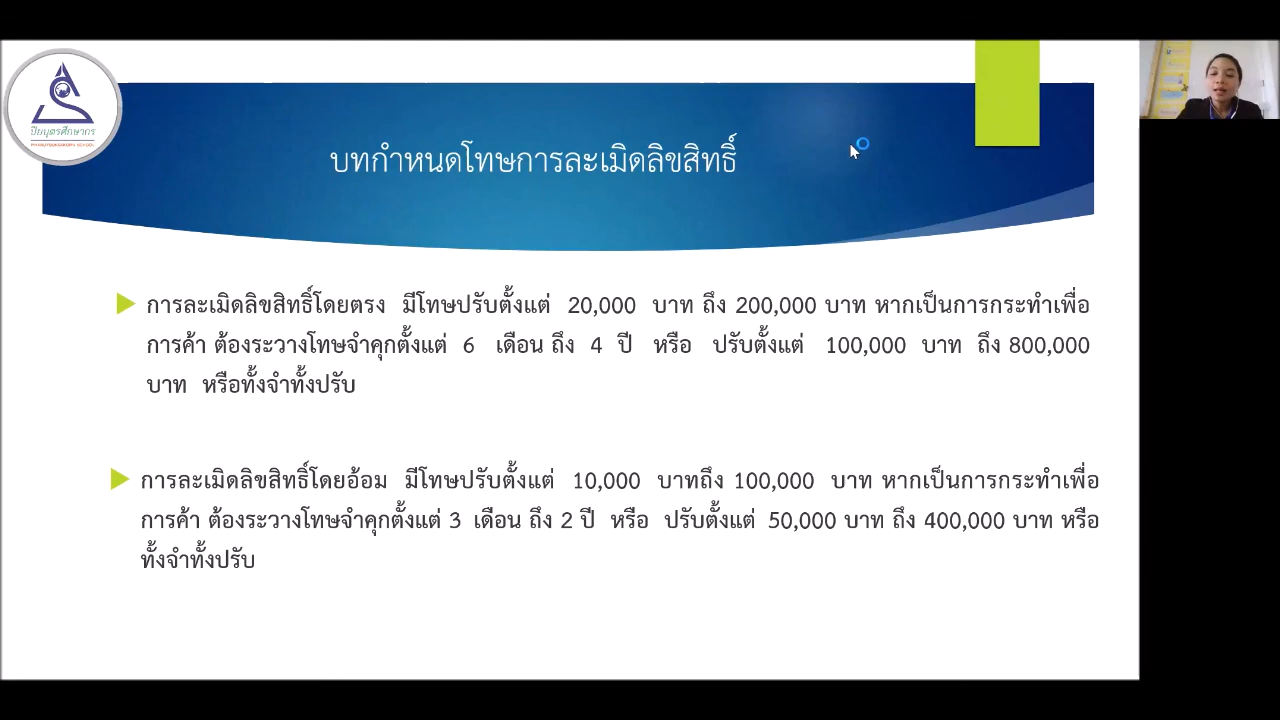 ปิยบุตรศึกษากร
บทกำหนดโทษการละเมิดลิขสิทธิ์
การละเมิดลิขสิทธิ์โดยตรง มีโทษปรับตั้งแต่ 20,000 บาท ถึง 200,000 บาท หากเป็นการกระทำเพื่อ
การค้า ต้องระวางโทษจำคุกตั้งแต่ 6 เดือน ถึง 4 ปี หรือ ปรับตั้งแต่ 100,000 บาท ถึง 800,000
บาท หรือทั้งจำทั้งปรับ
การละเมิดลิขสิทธิ์โดยอ้อม มีโทษปรับตั้งแต่ 10,000 บาทถึง 100,000 บาท หากเป็นการกระทำเพื่อ
การค้า ต้องระวางโทษจำคุกตั้งแต่ 3 เดือน ถึง 2 ปี หรือ ปรับตั้งแต่ 50,000 บาท ถึง 400,000 บาท หรือ
ทั้งจำทั้งปรับ